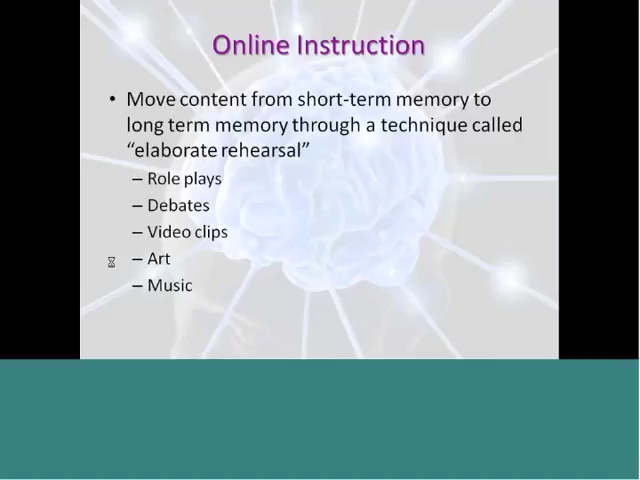 Online Instruction
• Move content from short-term memory to
long term memory through a technique called
“elaborate rehearsal”
– Role plays
– Debates
– Video clips
– Art
– Music